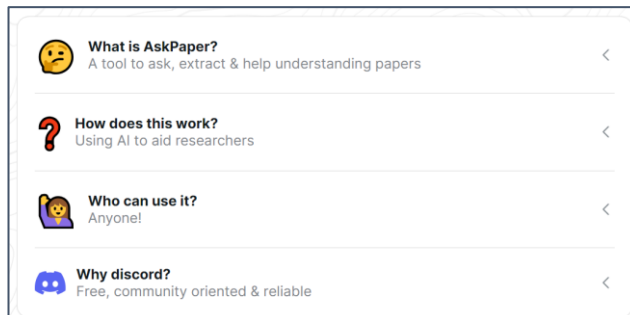 What is AskPaper?
A tool to ask, extract & help understanding papers
How does this work?
Using AI to aid researchers
Who can use it?
Anyone!
Why discord?
Free, community oriented & reliable